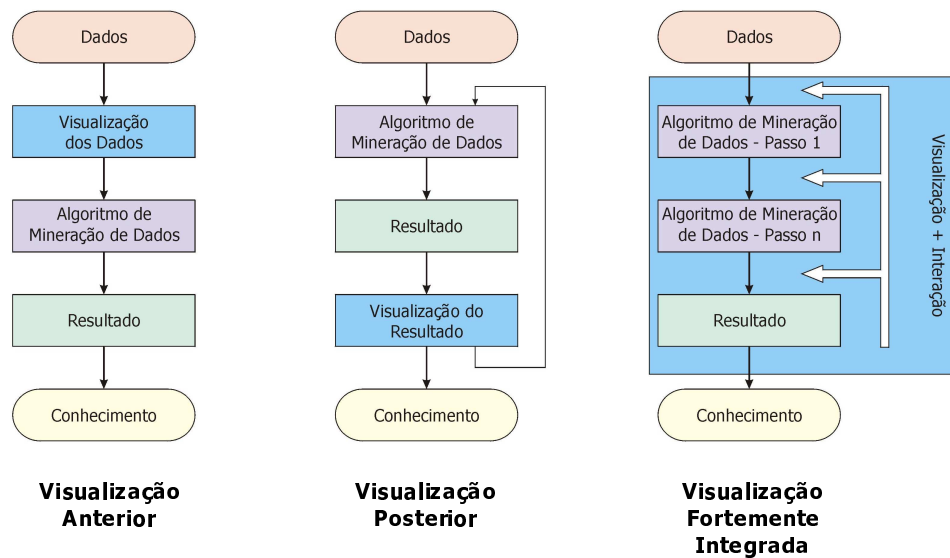 Dados
Visualização
dos Dados
Algoritmo de
Mineração de Dados
Resultado
Conhecimento
Visualização
Anterior
Dados
Algoritmo de
Mineração de Dados
Resultado
Visualização do
Resultado
Conhecimento
Visualização
Posterior
Dados
Algoritmo de Mineração
de Dados - Passo 1
Algoritmo de Mineração
de Dados - Passo n
Resultado
Visualização + Interação
Conhecimento
Visualização
Fortemente
Integrada